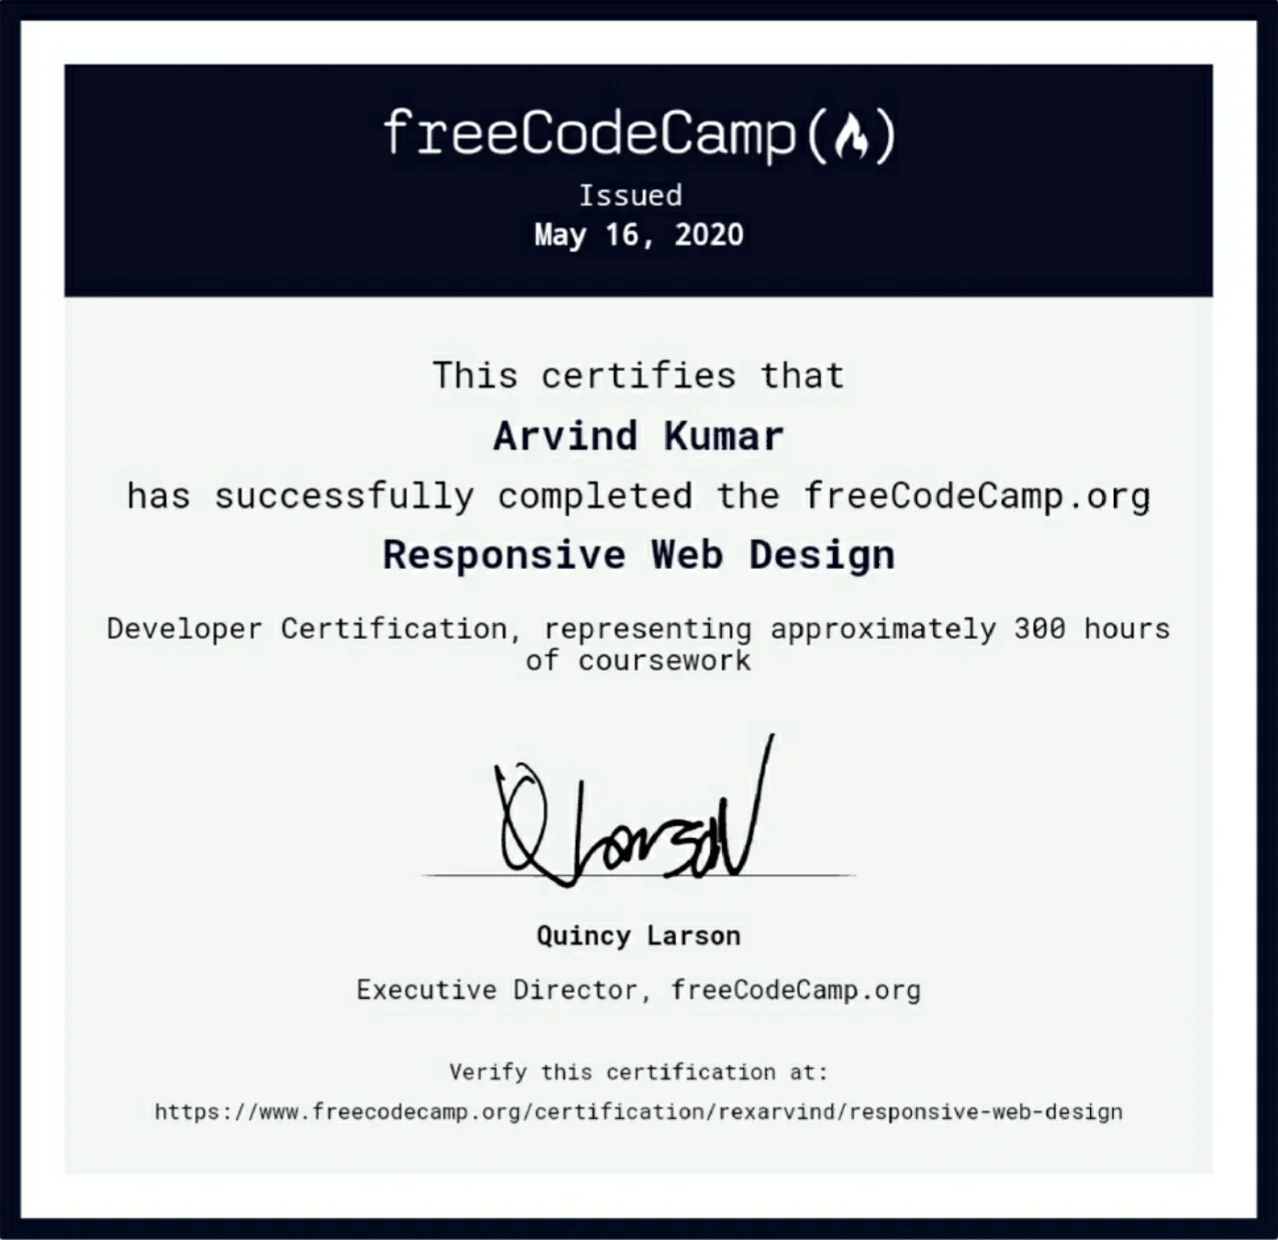 freeCodeCamp(🔥)
Issued
May 16, 2020
This certifies that
Arvind Kumar
has successfully completed the freeCodeCamp.org
Responsive Web Design
Developer Certification, representing approximately 300 hours
of coursework
QLarson
Quincy Larson
Executive Director, freeCodeCamp.org
Verify this certification at:
https://www.freecodecamp.org/certification/rexarvind/responsive-web-design